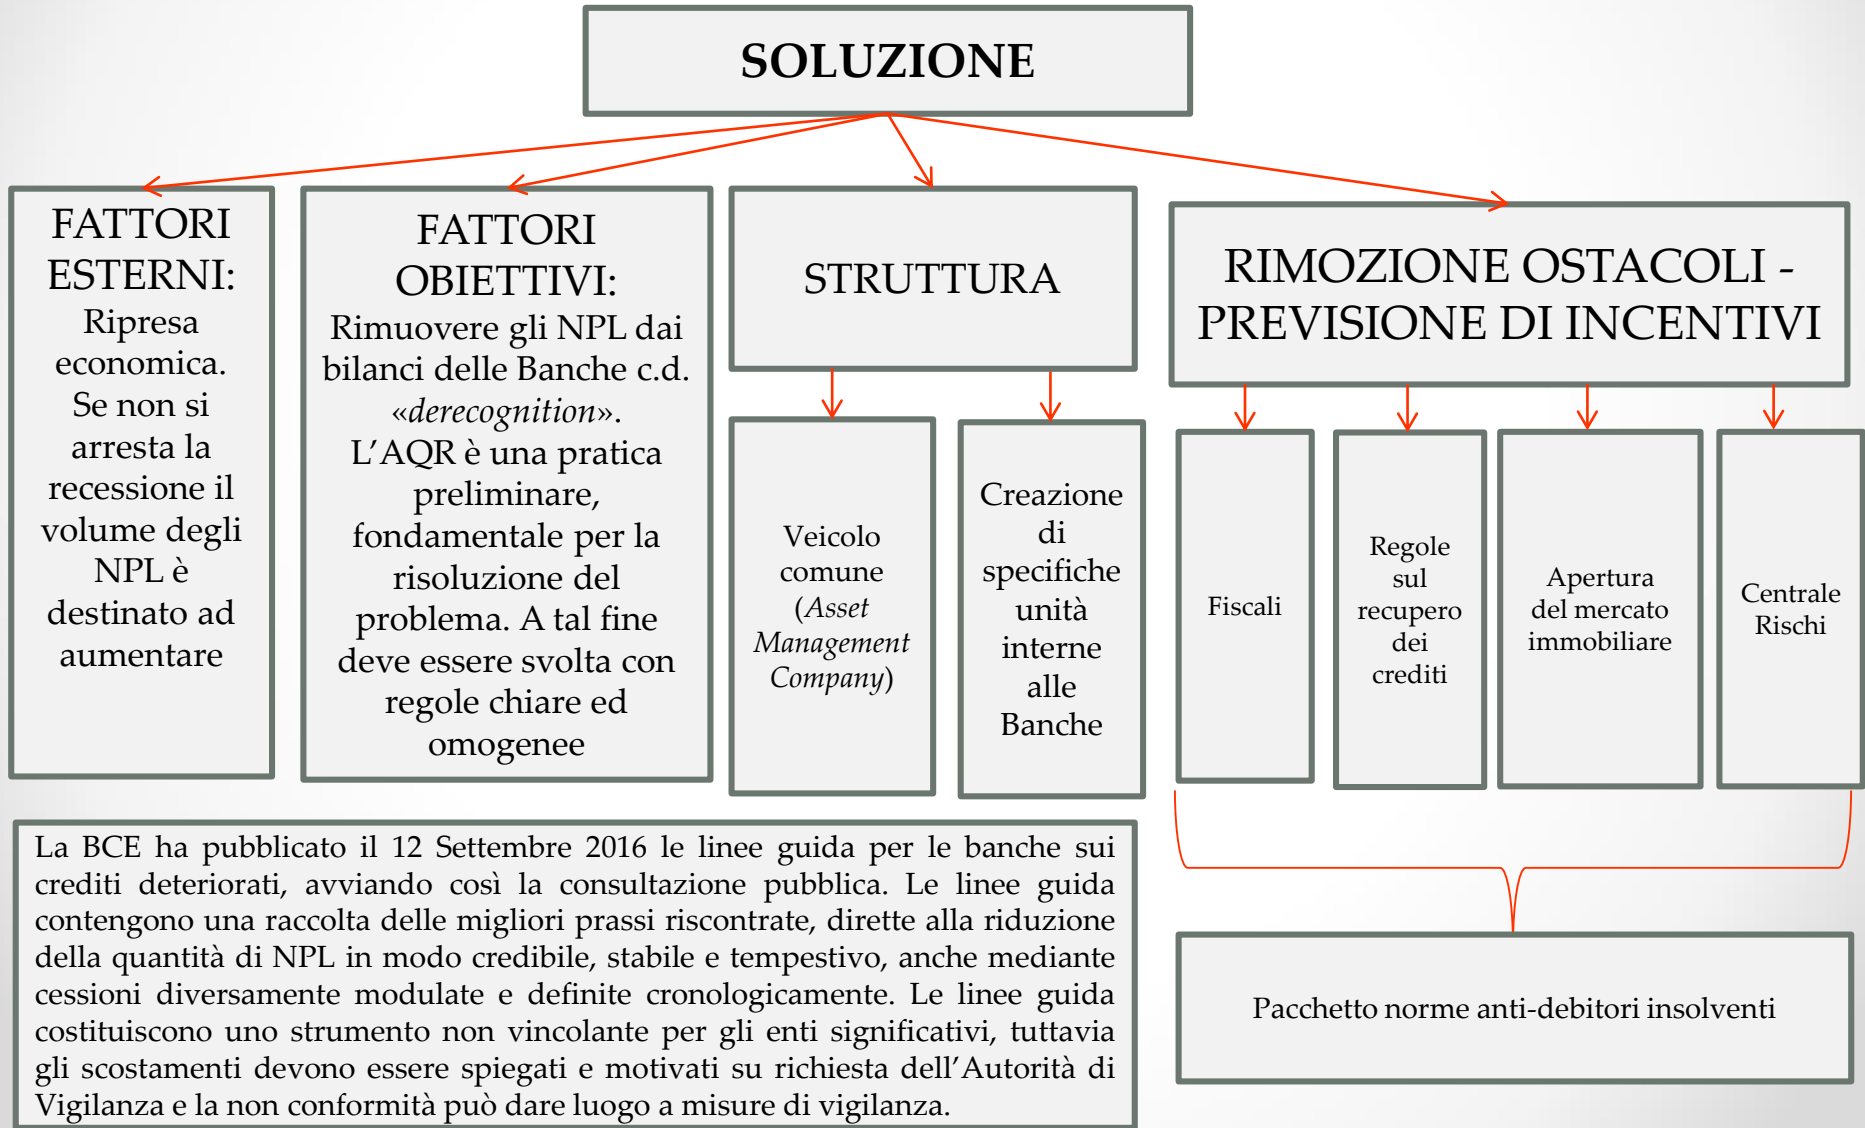 SOLUZIONE
FATTORI
ESTERNI:
Ripresa
economica.
Se non si
arresta la
recessione il
volume degli
NPL è
destinato ad
aumentare
FATTORI
OBIETTIVI:
Rimuovere gli NPL dai
bilanci delle Banche c.d.
«derecognition».
L’AQR è una pratica
preliminare,
fondamentale per la
risoluzione del
problema. A tal fine
deve essere svolta con
regole chiare ed
omogenee
STRUTTURA
Veicolo
comune
(Asset
Management
Company)
Creazione
di
specifiche
unità
interne
alle
Banche
RIMOZIONE OSTACOLI -
PREVISIONE DI INCENTIVI
Fiscali
Regole
sul
recupero
dei
crediti
Apertura
del mercato
immobiliare
Centrale
Rischi
La BCE ha pubblicato il 12 Settembre 2016 le linee guida per le banche sui
crediti deteriorati, avviando così la consultazione pubblica. Le linee guida
contengono una raccolta delle migliori prassi riscontrate, dirette alla riduzione
della quantità di NPL in modo credibile, stabile e tempestivo, anche mediante
cessioni diversamente modulate e definite cronologicamente. Le linee guida
costituiscono uno strumento non vincolante per gli enti significativi, tuttavia
gli scostamenti devono essere spiegati e motivati su richiesta dell’Autorità di
Vigilanza e la non conformità può dare luogo a misure di vigilanza.
Pacchetto norme anti-debitori insolventi